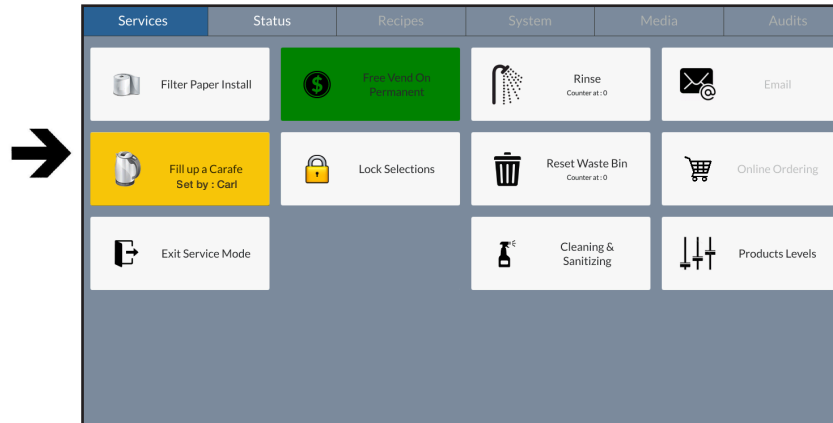 Services
Status
Recipes
System
Media
Audits
Filter Paper Install
Free Vend On
Permanent
Rinse
Counter at : 0
Email
Fill up a Carafe
Set by : Carl
Lock Selections
Reset Waste Bin
Counter at : 0
Online Ordering
Exit Service Mode
Cleaning &
Sanitizing
Products Levels